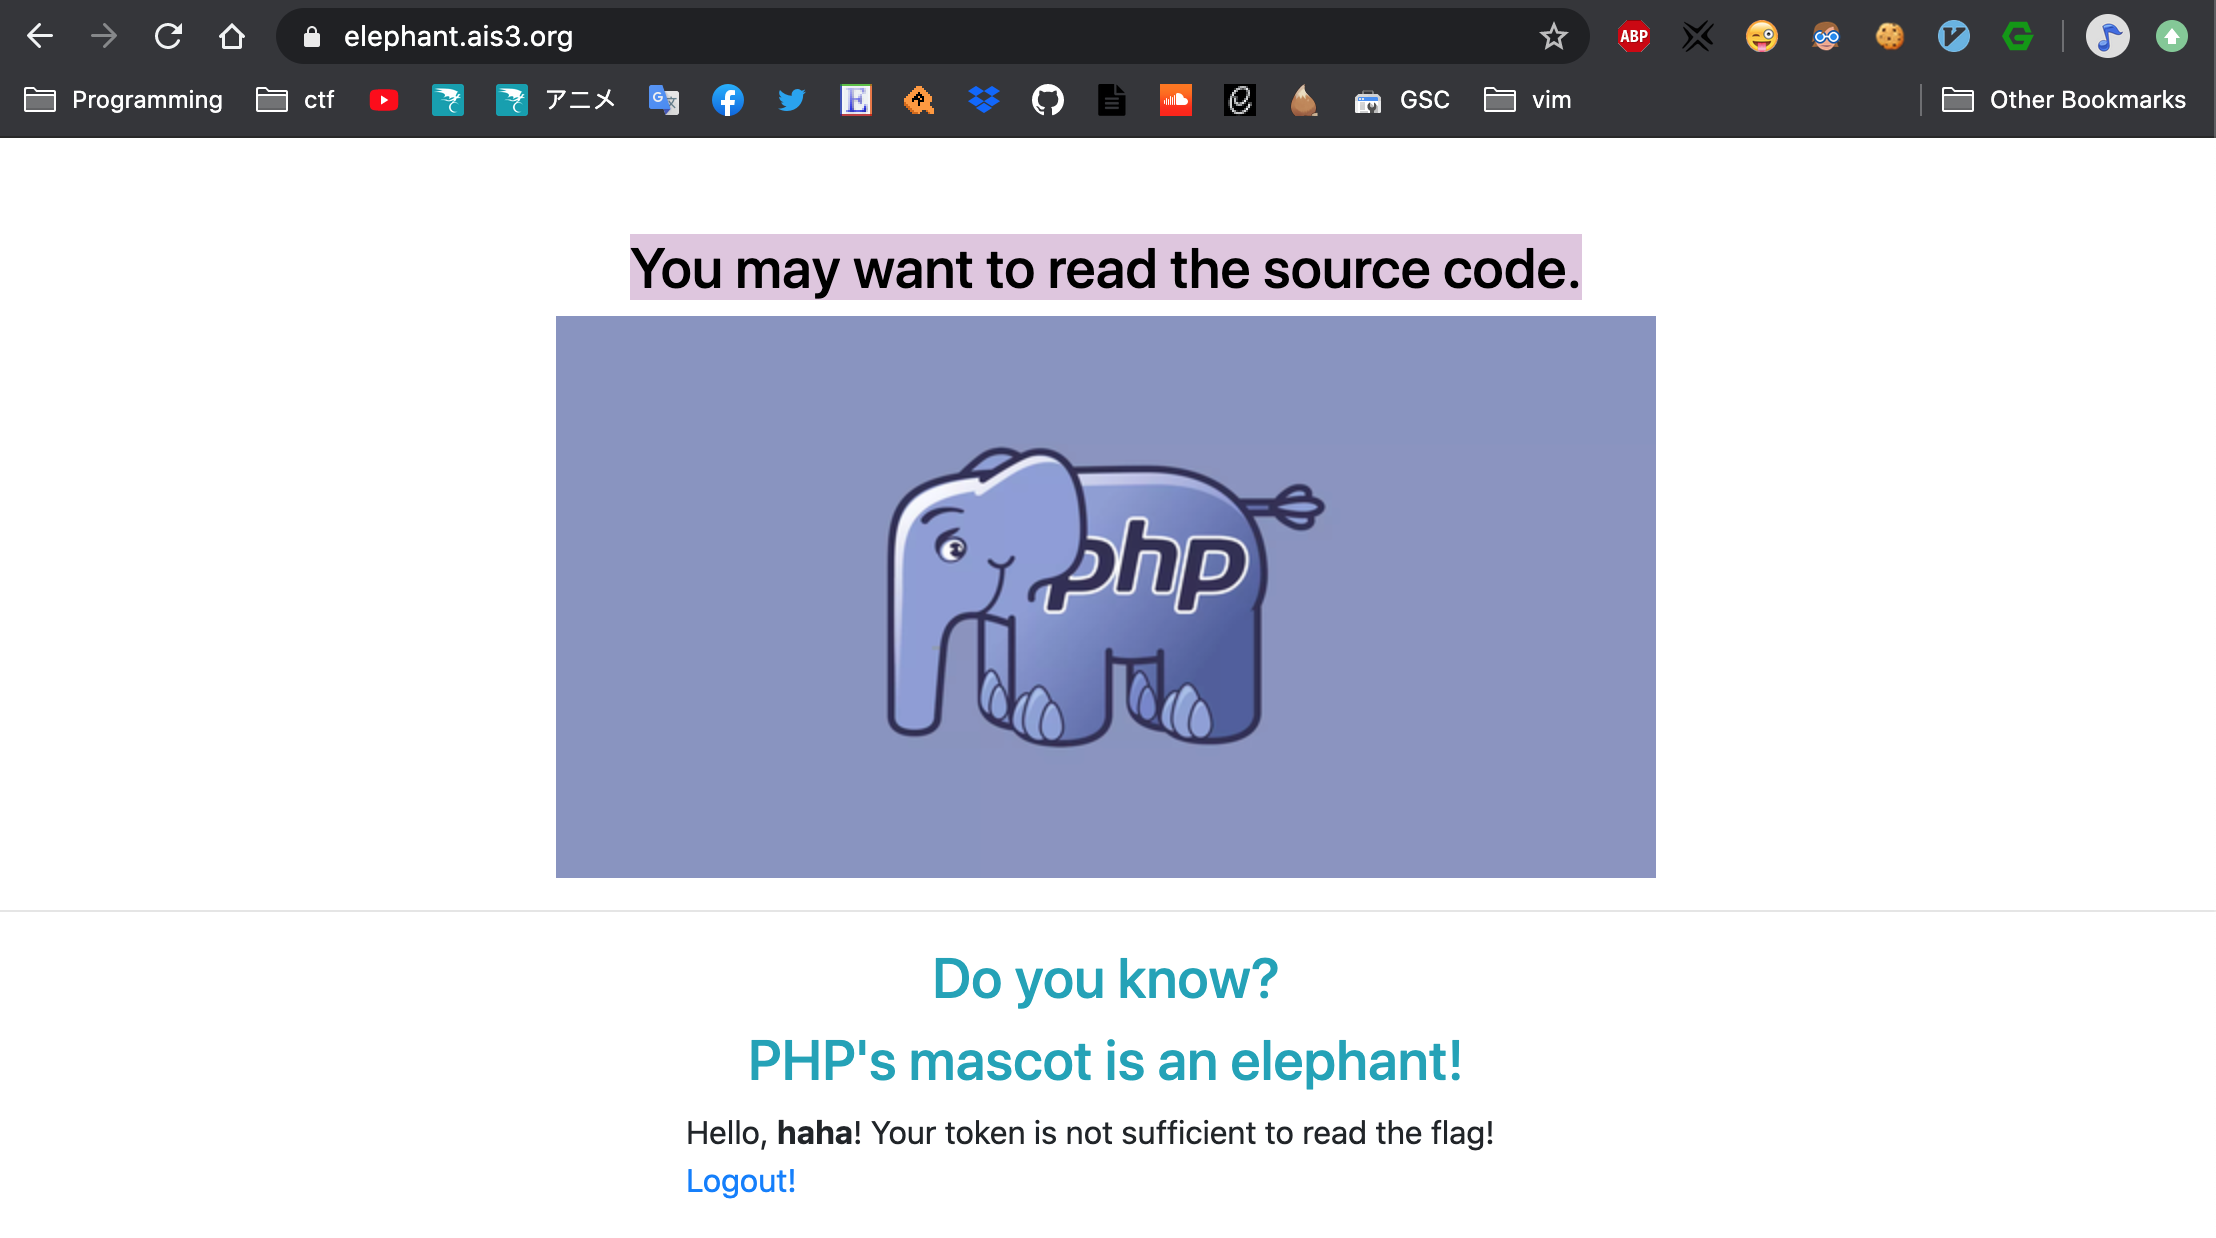 elephant.ais3.org
ABP
Programming
ctf
アニメ
GSC
vim
Other Bookmarks
You may want to read the source code.
php
Do you know?
PHP's mascot is an elephant!
Hello, haha! Your token is not sufficient to read the flag!
Logout!